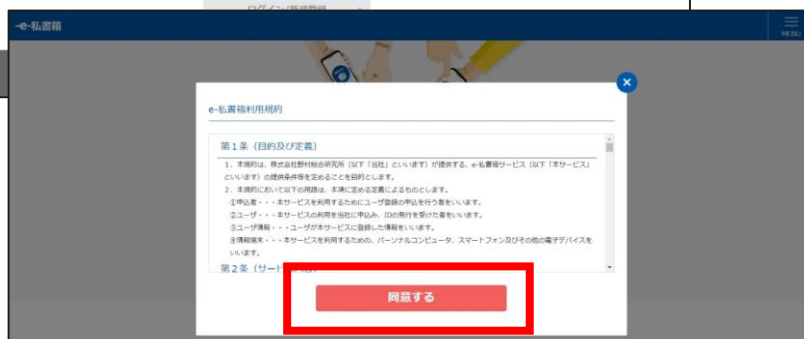 ログイン/新規登録
-e-私書箱
MENU
e-私書箱利用規約
第1条（目的及び定義）
1．本規約は、株式会社野村総合研究所（以下「当社」といいます）が提供する、e-私書箱サービス（以下「本サービス」
といいます）の提供条件等を定めることを目的とします。
2．本規約において以下の用語は、本項に定める定義によるものとします。
①申込者・・・本サービスを利用するためにユーザ登録の申込を行う者をいいます。
②ユーザ・・・本サービスの利用を当社に申込み、IDの発行を受けた者をいいます。
③ユーザ情報・・・ユーザが本サービスに登録した情報をいいます。
④情報端末・・・本サービスを利用するための、パーソナルコンピュータ、スマートフォン及びその他の電子デバイスを
いいます。
第2条（サー
同意する